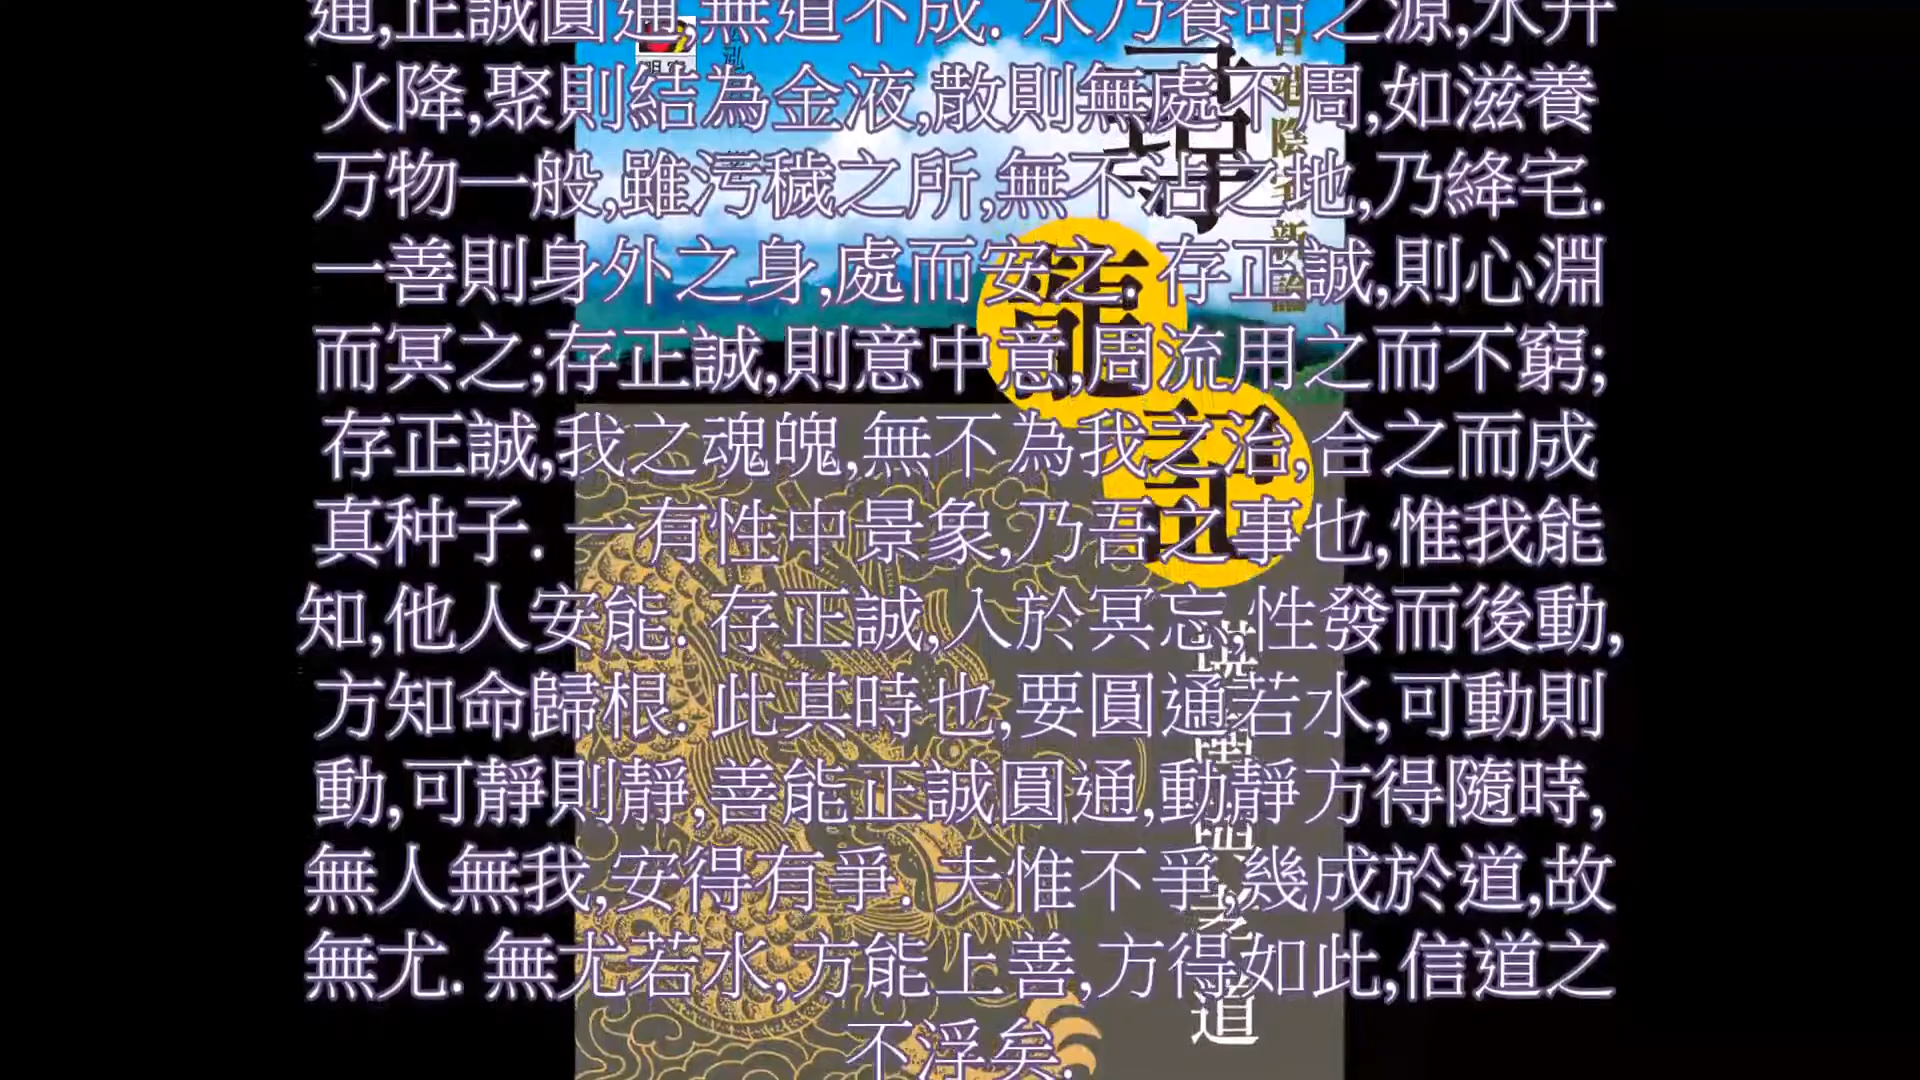 通,正誠圓通,無道不成. 水乃養命之源,水升
火降,聚則結為金液,散則無處不周,如滋養
万物一般,雖污穢之所,無不沾之地,乃絳宅.
一善則身外之身,處而安之. 存正誠,則心淵
而冥之;存正誠,則意中意,周流用之而不窮;
存正誠,我之魂魄,無不為我之治,合之而成
真种子. 一有性中景象,乃吾之事也,惟我能
知,他人安能. 存正誠,入於冥忘,性發而後動,
方知命歸根. 此其時也,要圓通若水,可動則
動,可靜則靜,善能正誠圓通,動靜方得隨時,
無人無我,安得有爭. 夫惟不爭,幾成於道,故
無尤. 無尤若水,方能上善,方得如此,信道之
不浮矣.
尋
龍
記
陰宅新論
之道